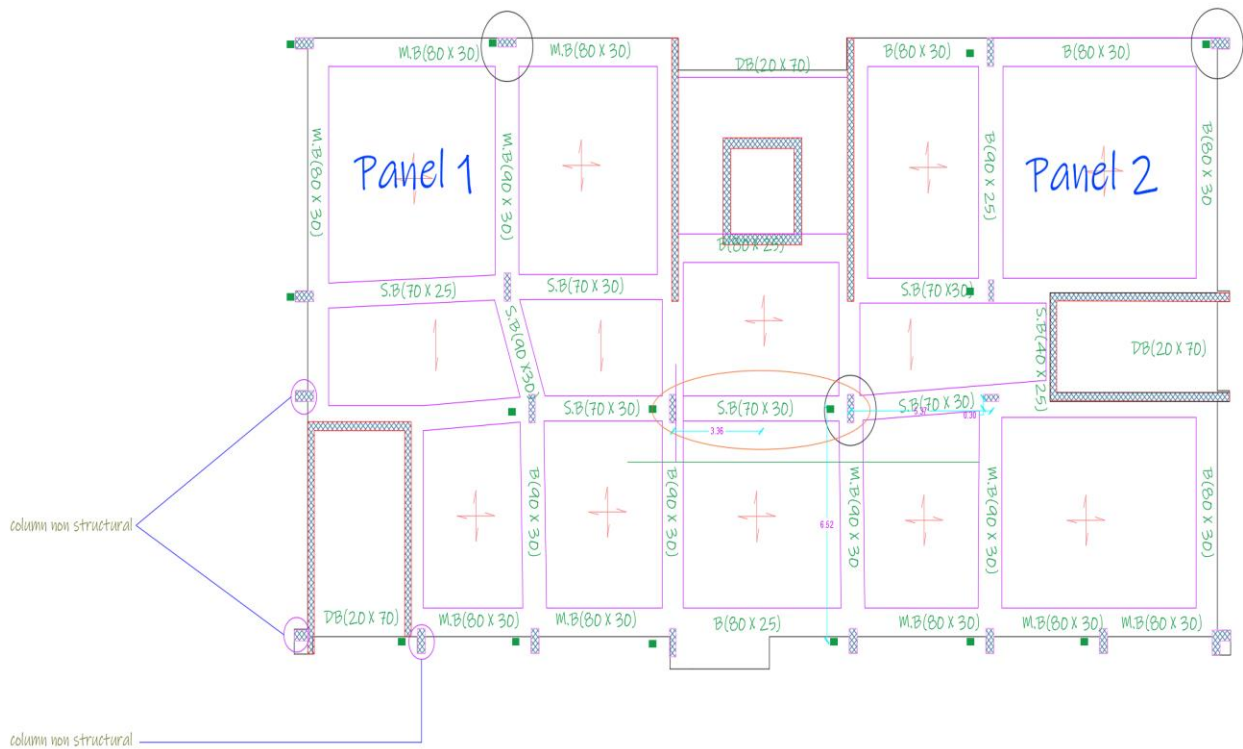 M.B(80 X 30)
M.B(80 X 30)
DB(20 X 70)
B(80 X 30)
B(80 X 30)
M.B(80 X 30)
Panel 1
M.B(90 X 30)
B(90 X 25)
Panel 2
B(80 X 30
B(80 X 25)
S.B(70 X 25)
S.B(70 X 30)
S.B(70 X30)
S.B(90 X30)
S.B(40 X 25)
DB(20 X 70)
S.B(70 X 30)
S.B(70 X 30)
S.B(70 X 30)
0.30
3.36
column non structural
B(90 X 30)
B(90 X 30)
6.52
M.B(90 X 30
M.B(90 X 30)
B(80 X 30)
DB(20 X 70)
M.B(80 X 30)
M.B(80 X 30)
B(80 X 25)
M.B(80 X 30)
M.B(80 X 30)
M.B(80 X 30)
column non structural